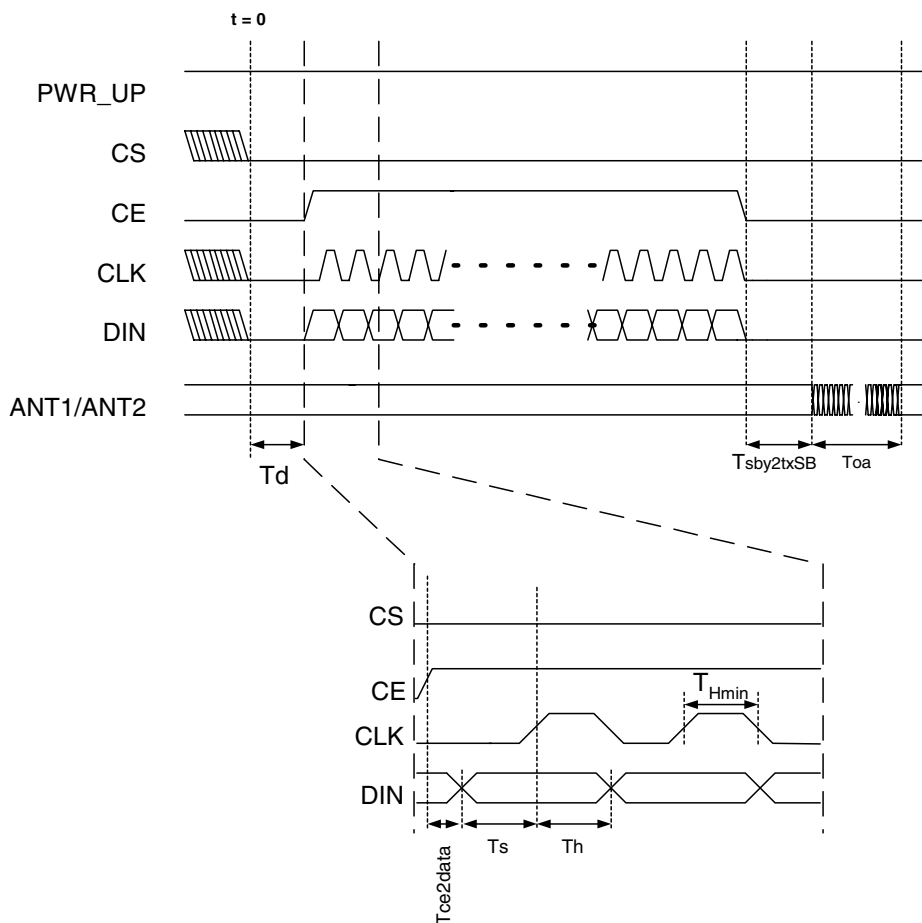 t = 0
PWR_UP
CS
CE
CLK
DIN
ANT1/ANT2
Td
Tsby2txSB
Toa
CS
CE
THmin
CLK
DIN
Tce2data
Ts
Th